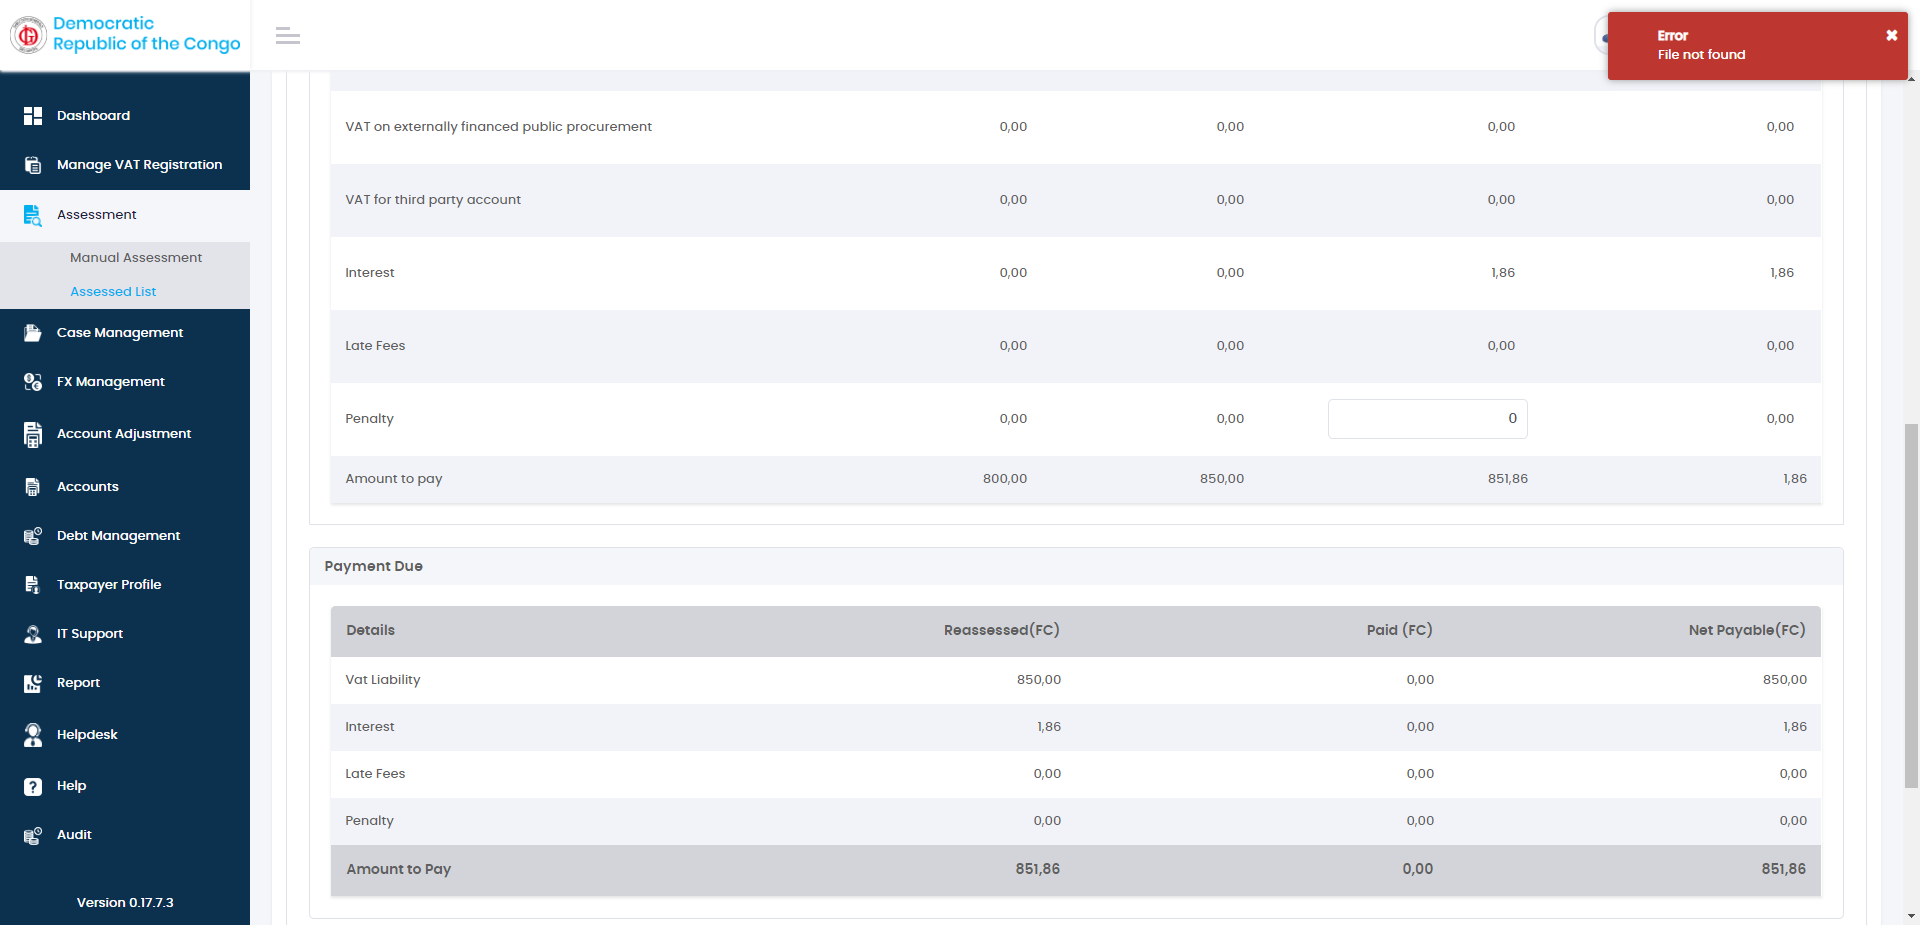 Democratic
Republic of the Congo
Error
File not found
Dashboard
Manage VAT Registration
Assessment
Manual Assessment
Assessed List
Case Management
FX Management
Account Adjustment
Accounts
Debt Management
Taxpayer Profile
IT Support
Report
Helpdesk
Help
Audit
Version 0.17.7.3
VAT on externally financed public procurement 0,00 0,00 0,00 0,00
VAT for third party account 0,00 0,00 0,00 0,00
Interest 0,00 0,00 1,86 1,86
Late Fees 0,00 0,00 0,00 0,00
Penalty 0,00 0,00 0 0,00
Amount to pay 800,00 850,00 851,86 1,86
Payment Due
Details Reassessed(FC) Paid (FC) Net Payable(FC)
Vat Liability 850,00 0,00 850,00
Interest 1,86 0,00 1,86
Late Fees 0,00 0,00 0,00
Penalty 0,00 0,00 0,00
Amount to Pay 851,86 0,00 851,86